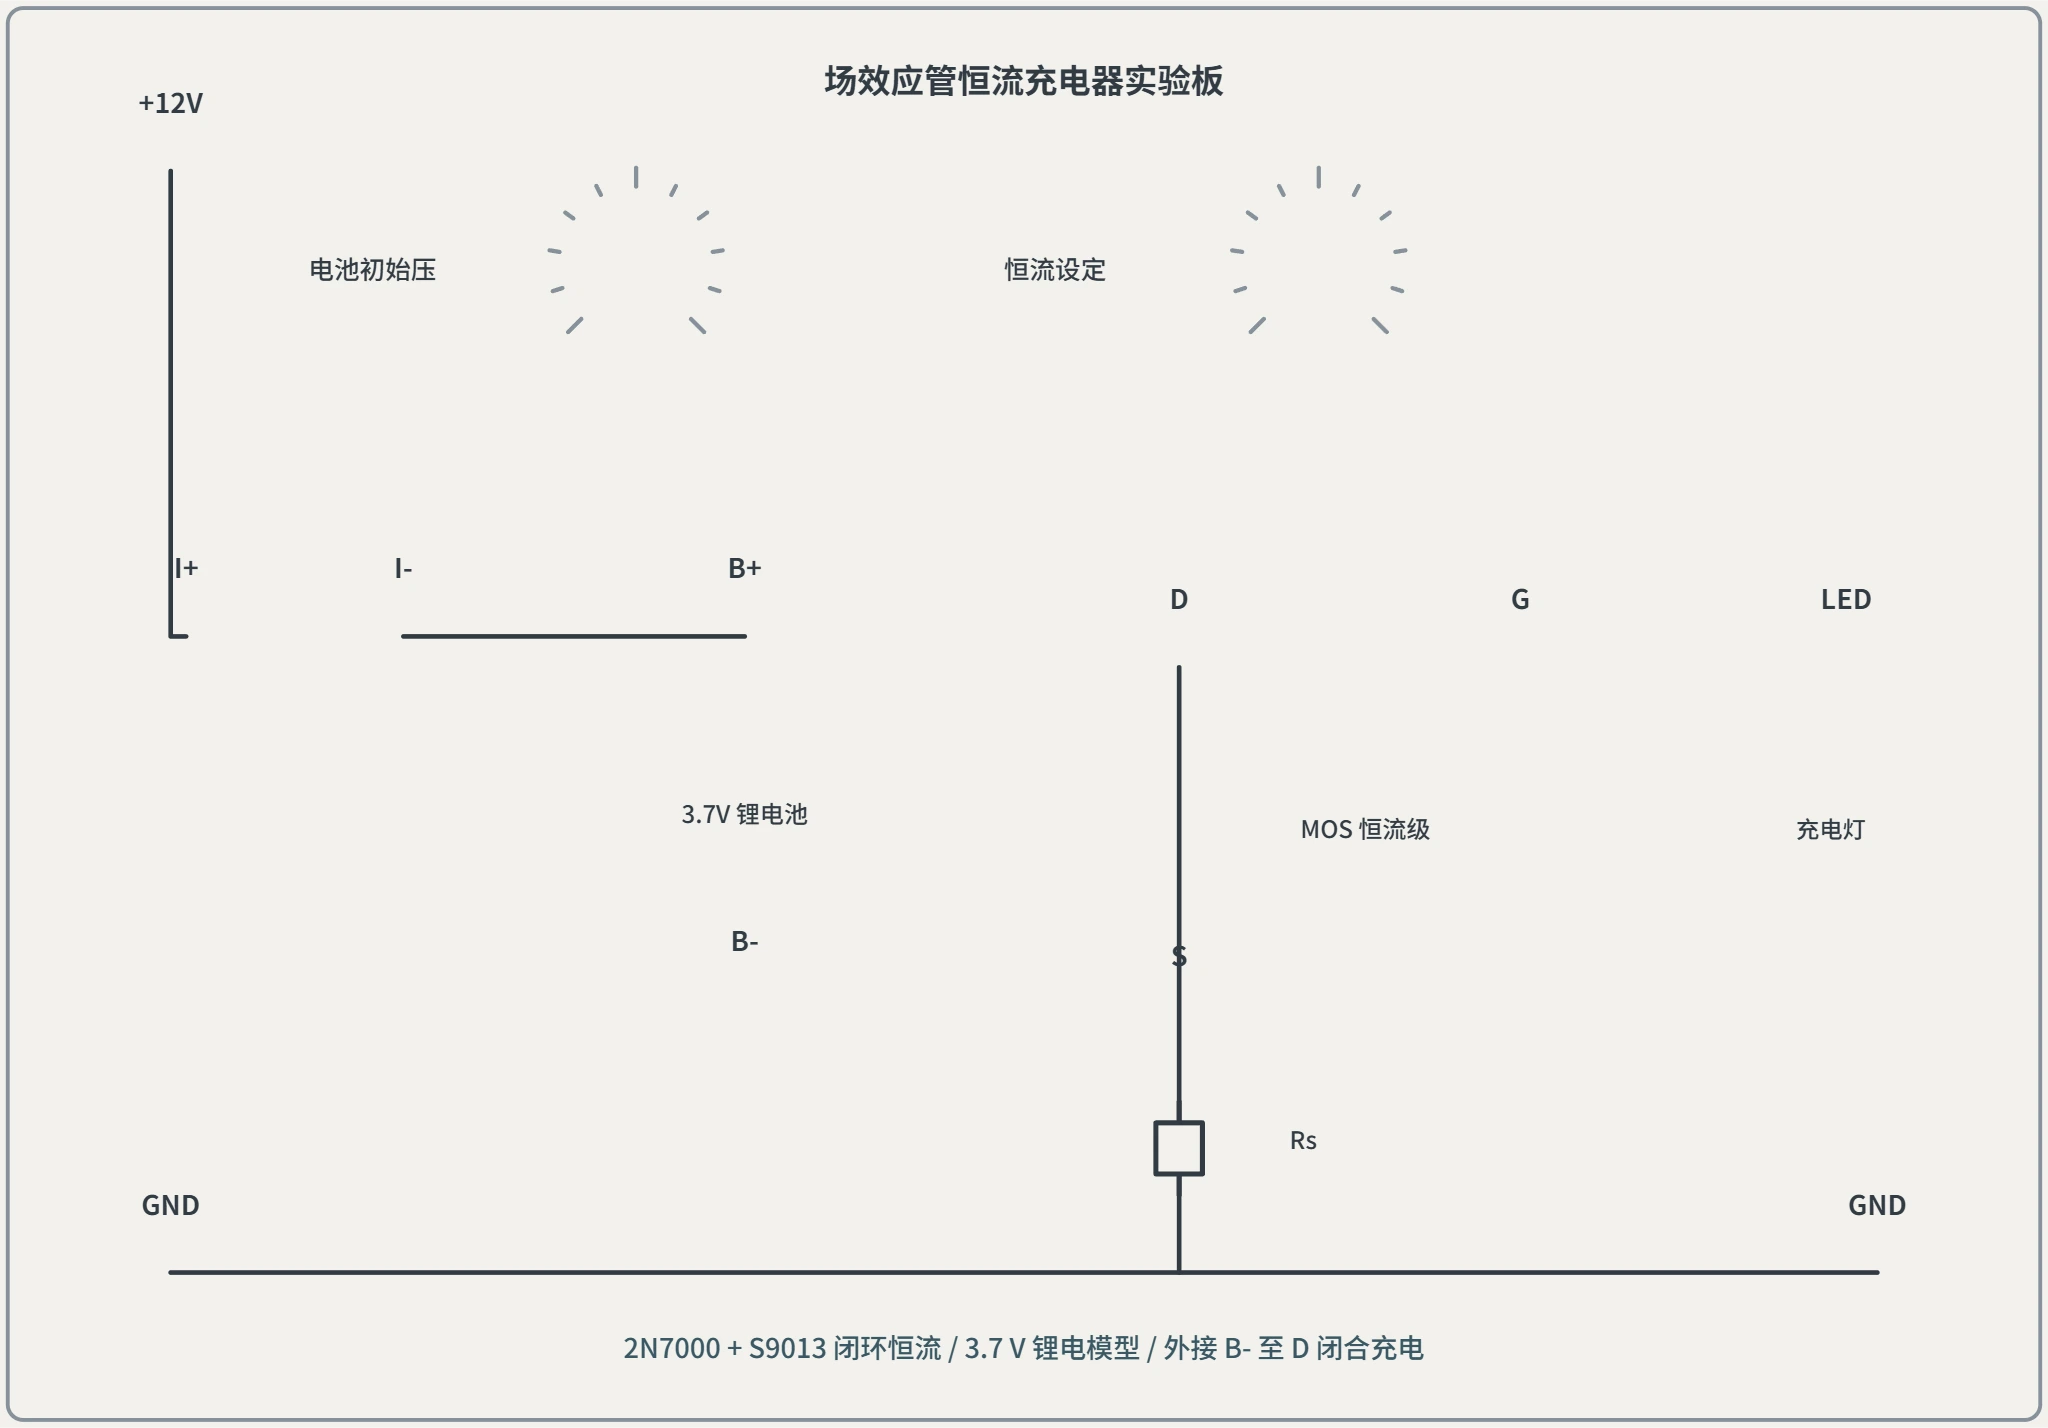 场效应管恒流充电器实验板
+12V
电池初始压
恒流设定
I+
I-
B+
D
G
LED
3.7V 锂电池
MOS 恒流级
充电灯
B-
S
Rs
GND
GND
2N7000 + S9013 闭环恒流 / 3.7 V 锂电模型 / 外接 B- 至 D 闭合充电